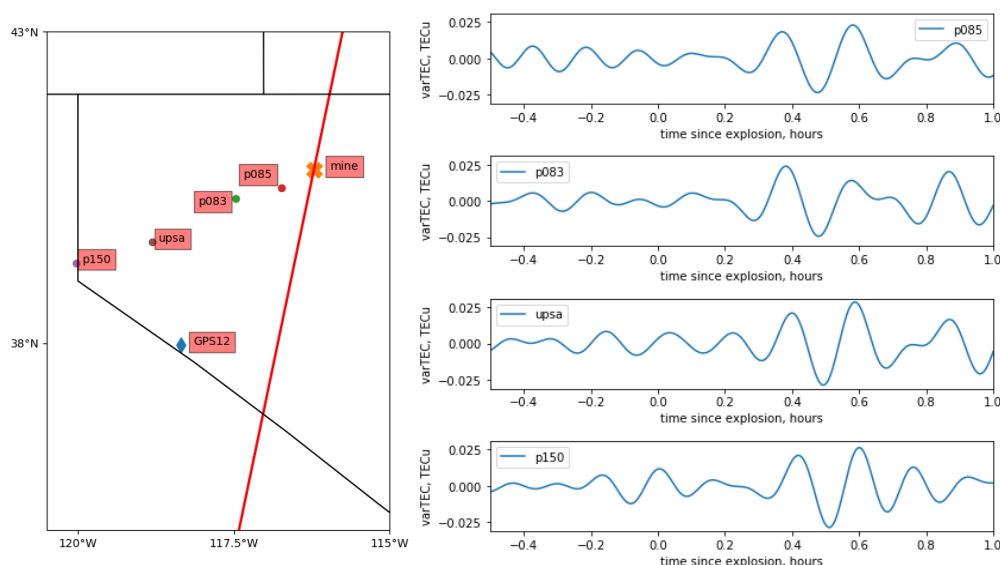 43°N
38°N
120°W
117.5°W
115°W
mine
p085
p083
upsa
p150
GPS12
varTEC, TECu
0.025
0.000
−0.025
p085
−0.4
−0.2
0.0
0.2
0.4
0.6
0.8
1.0
time since explosion, hours
varTEC, TECu
0.025
0.000
−0.025
p083
−0.4
−0.2
0.0
0.2
0.4
0.6
0.8
1.0
time since explosion, hours
varTEC, TECu
0.025
0.000
−0.025
upsa
−0.4
−0.2
0.0
0.2
0.4
0.6
0.8
1.0
time since explosion, hours
varTEC, TECu
0.025
0.000
−0.025
p150
−0.4
−0.2
0.0
0.2
0.4
0.6
0.8
1.0
time since explosion, hours